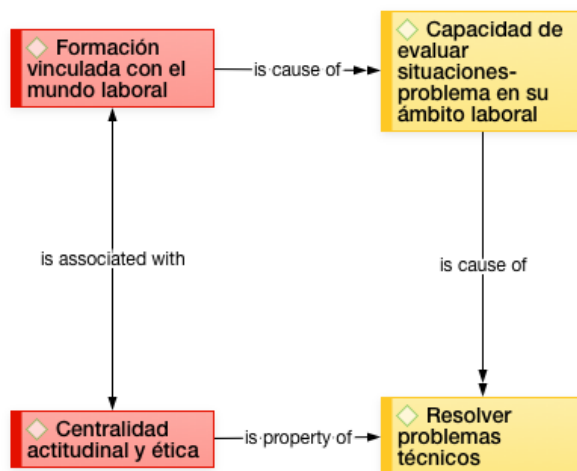 Formación
vinculada con el
mundo laboral
is cause of
Capacidad de
evaluar
situaciones-
problema en su
ámbito laboral
is associated with
is cause of
Centralidad
actitudinal y ética
is property of
Resolver
problemas
técnicos